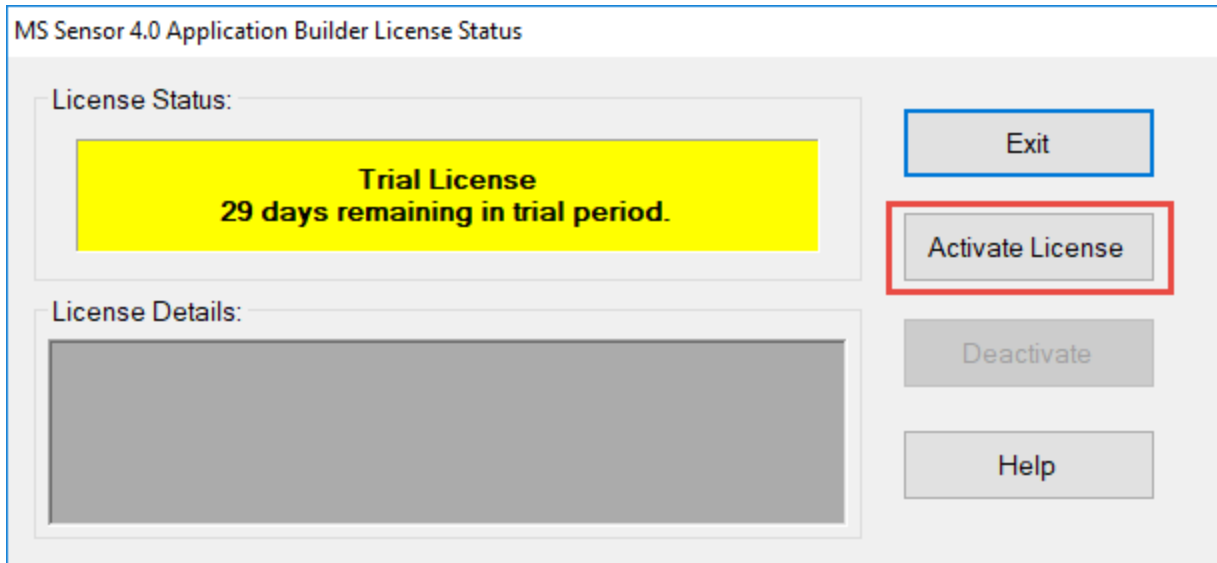 MS Sensor 4.0 Application Builder License Status
License Status:
Trial License
29 days remaining in trial period.
Exit
Activate License
License Details:
Deactivate
Help